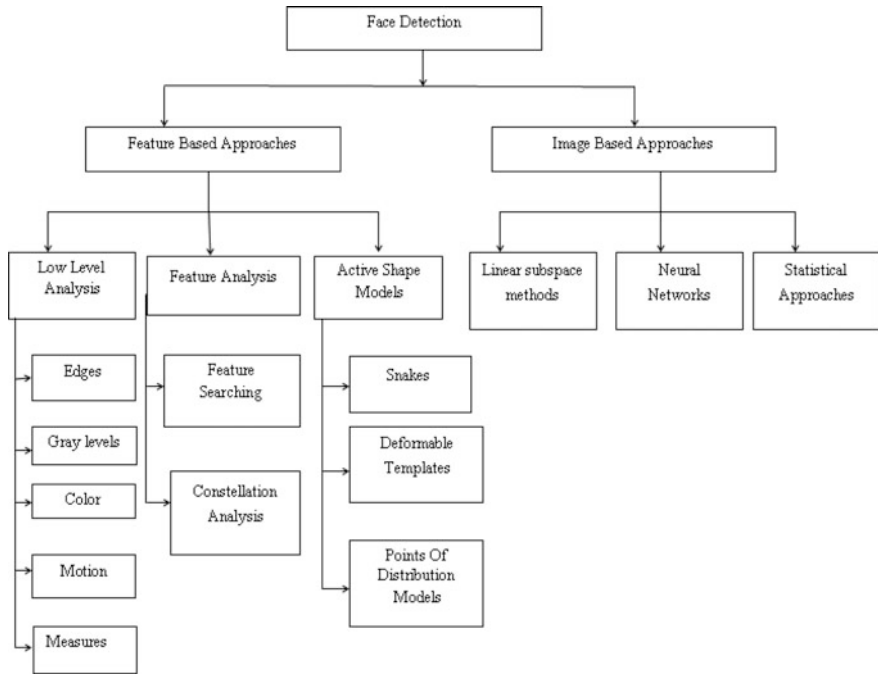 Face Detection
Feature Based Approaches
Image Based Approaches
Low Level
Analysis
Feature Analysis
Active Shape
Models
Linear subspace
methods
Neural
Networks
Statistical
Approaches
Edges
Gray levels
Color
Motion
Measures
Feature
Searching
Constellation
Analysis
Snakes
Deformable
Templates
Points Of
Distribution
Models